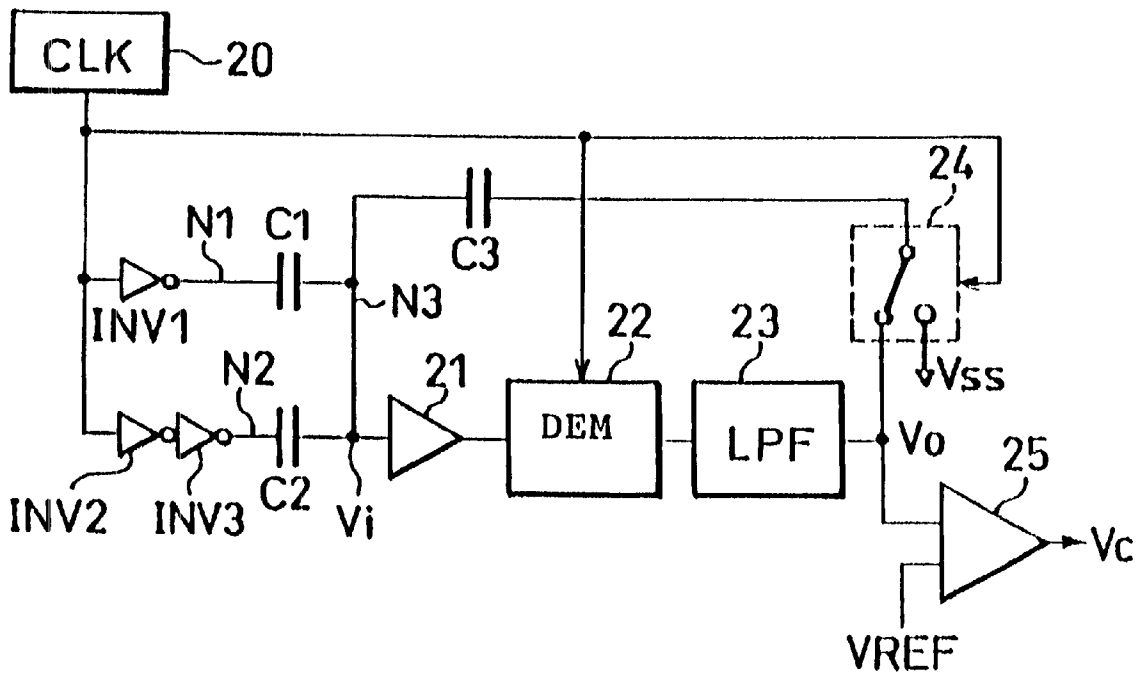 CLK
20
24
N1
C1
C3
INV1
N3
22
23
Vss
N2
21
DEM
LPF
Vo
25
INV2
INV3
C2
Vi
Vc
VREF